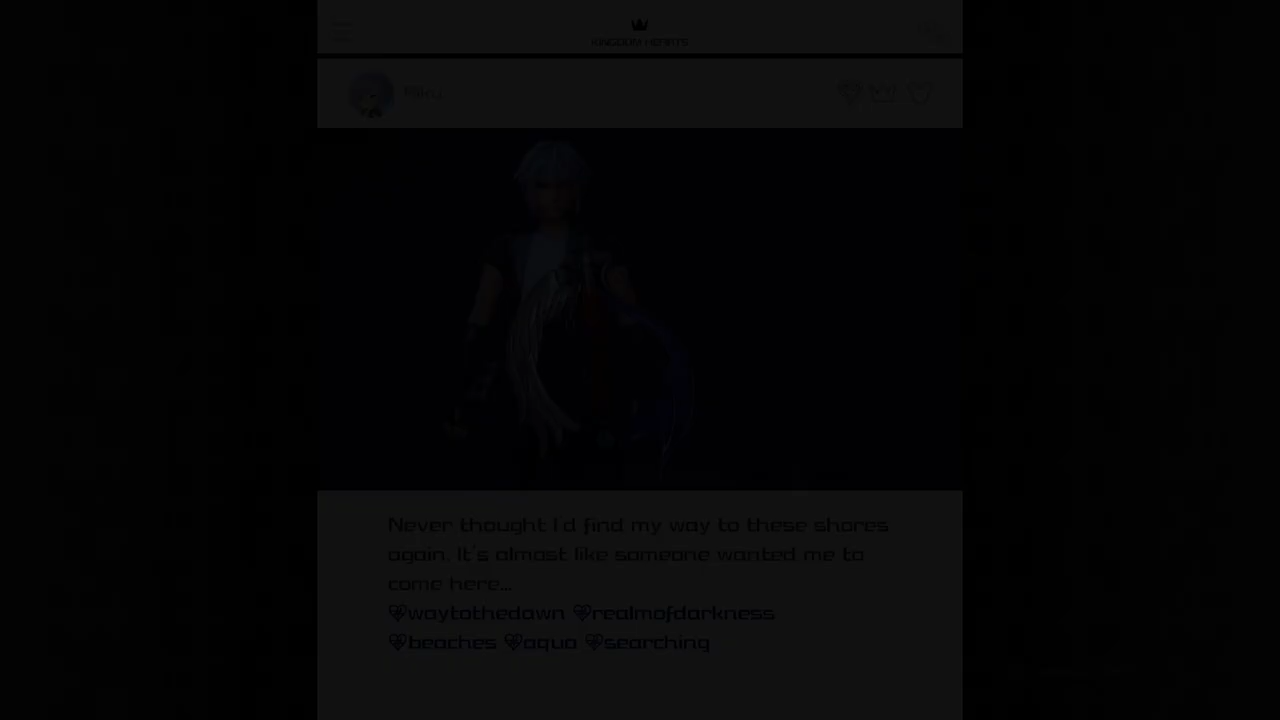 KINGDOM HEARTS
Riku
Never thought I'd find my way to these shores
again. It's almost like someone wanted me to
come here...
waytothedawn realmofdarkness
beaches aqua searching